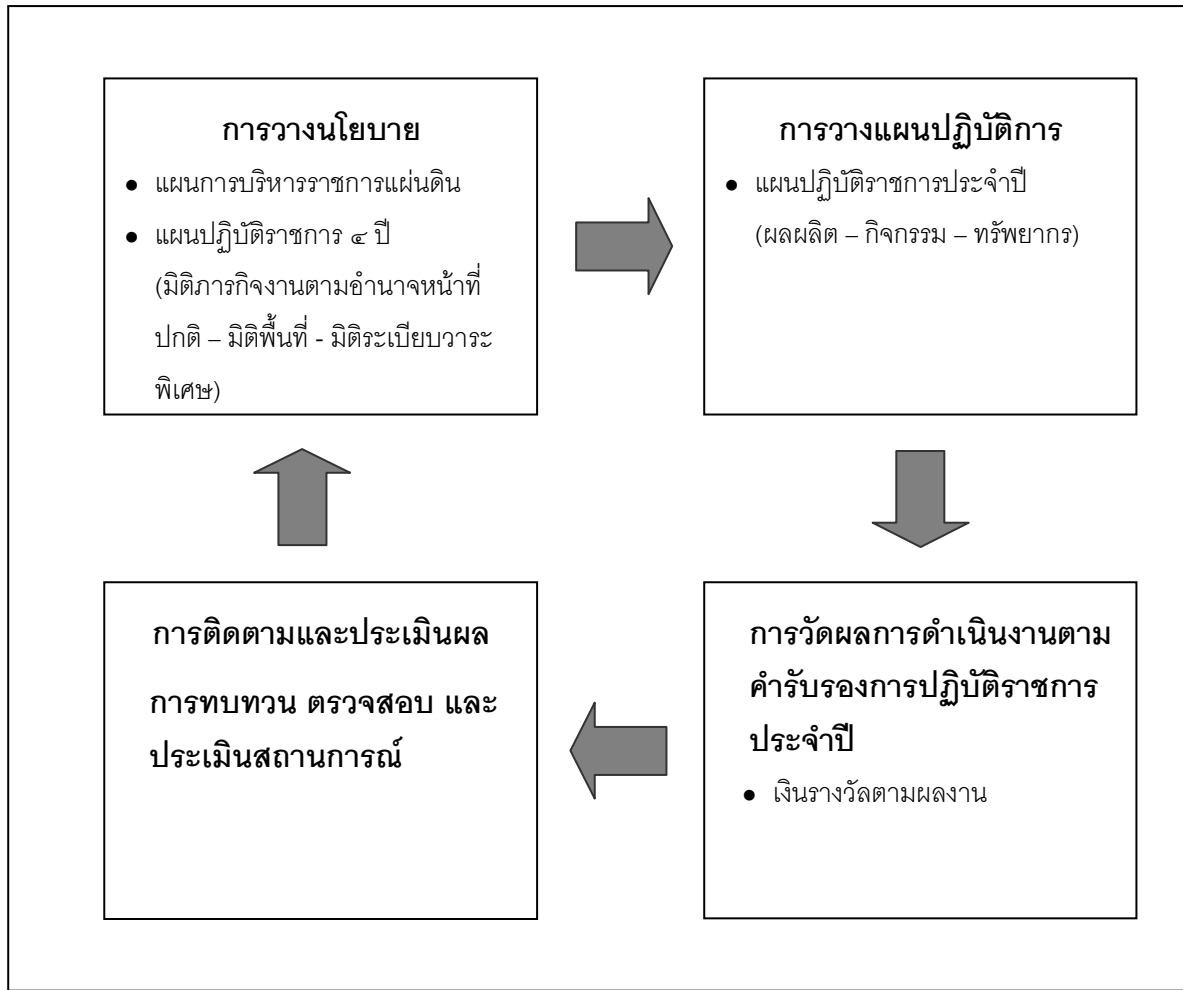 การวางนโยบาย
● แผนการบริหารราชการแผ่นดิน
● แผนปฏิบัติราชการ ๔ ปี
(มิติภารกิจงานตามอำนาจหน้าที่
ปกติ – มิติพื้นที่ - มิติระเบียบวาระ
พิเศษ)
การวางแผนปฏิบัติการ
● แผนปฏิบัติราชการประจำปี
(ผลผลิต – กิจกรรม – ทรัพยากร)
การติดตามและประเมินผล
การทบทวน ตรวจสอบ และ
ประเมินสถานการณ์
การวัดผลการดำเนินงานตาม
คำรับรองการปฏิบัติราชการ
ประจำปี
● เงินรางวัลตามผลงาน